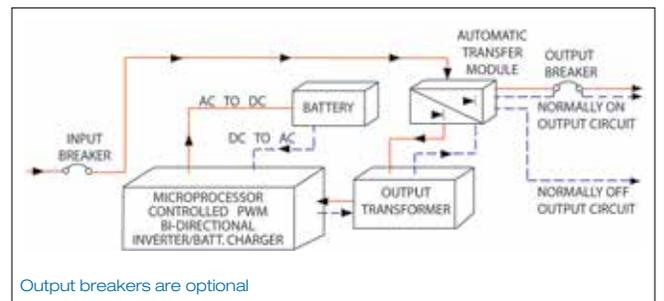 AUTOMATIC
TRANSFER
MODULE
OUTPUT
BREAKER
AC TO DC
BATTERY
NORMALLY ON
OUTPUT CIRCUIT
INPUT
BREAKER
DC TO AC
MICROPROCESSOR
CONTROLLED PWM
BI-DIRECTIONAL
INVERTER/BATT. CHARGER
OUTPUT
TRANSFORMER
NORMALLY OFF
OUTPUT CIRCUIT
Output breakers are optional